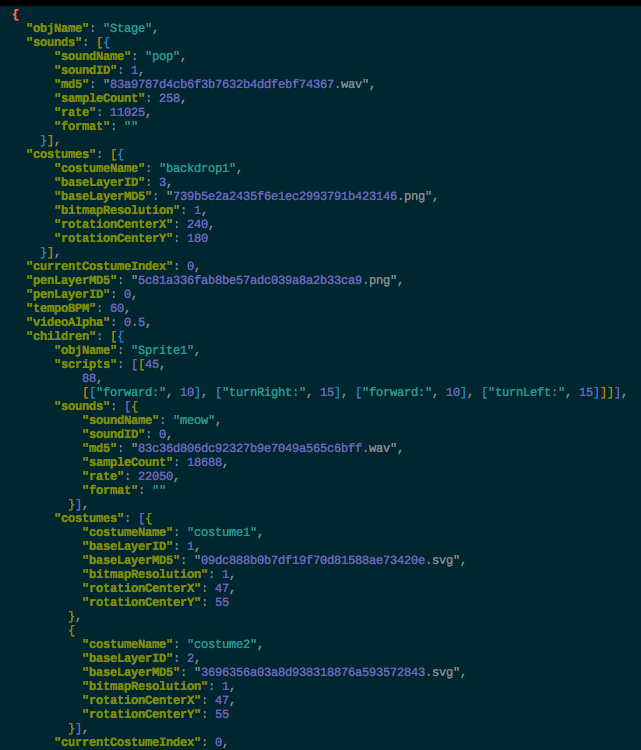 {
"objName": "Stage",
"sounds": [{
"soundName": "pop",
"soundID": 1,
"md5": "83a9787d4cb6f3b7632b4ddfebf74367.wav",
"sampleCount": 258,
"rate": 11025,
"format": ""
}],
"costumes": [{
"costumeName": "backdrop1",
"baseLayerID": 3,
"baseLayerMD5": "739b5e2a2435f6e1ec2993791b423146.png",
"bitmapResolution": 1,
"rotationCenterX": 240,
"rotationCenterY": 180
}],
"currentCostumeIndex": 0,
"penLayerMD5": "5c81a336fab8be57adc039a8a2b33ca9.png",
"penLayerID": 0,
"tempoBPM": 60,
"videoAlpha": 0.5,
"children": [{
"objName": "Sprite1",
"scripts": [[45,
88,
[["forward:", 10], ["turnRight:", 15], ["forward:", 10], ["turnLeft:", 15]]]],
"sounds": [{
"soundName": "meow",
"soundID": 0,
"md5": "83c36d806dc92327b9e7049a565c6bff.wav",
"sampleCount": 18688,
"rate": 22050,
"format": ""
}],
"costumes": [{
"costumeName": "costume1",
"baseLayerID": 1,
"baseLayerMD5": "09dc888b0b7df19f70d81588ae73420e.svg",
"bitmapResolution": 1,
"rotationCenterX": 47,
"rotationCenterY": 55
},
{
"costumeName": "costume2",
"baseLayerID": 2,
"baseLayerMD5": "3696356a03a8d938318876a593572843.svg",
"bitmapResolution": 1,
"rotationCenterX": 47,
"rotationCenterY": 55
}],
"currentCostumeIndex": 0,